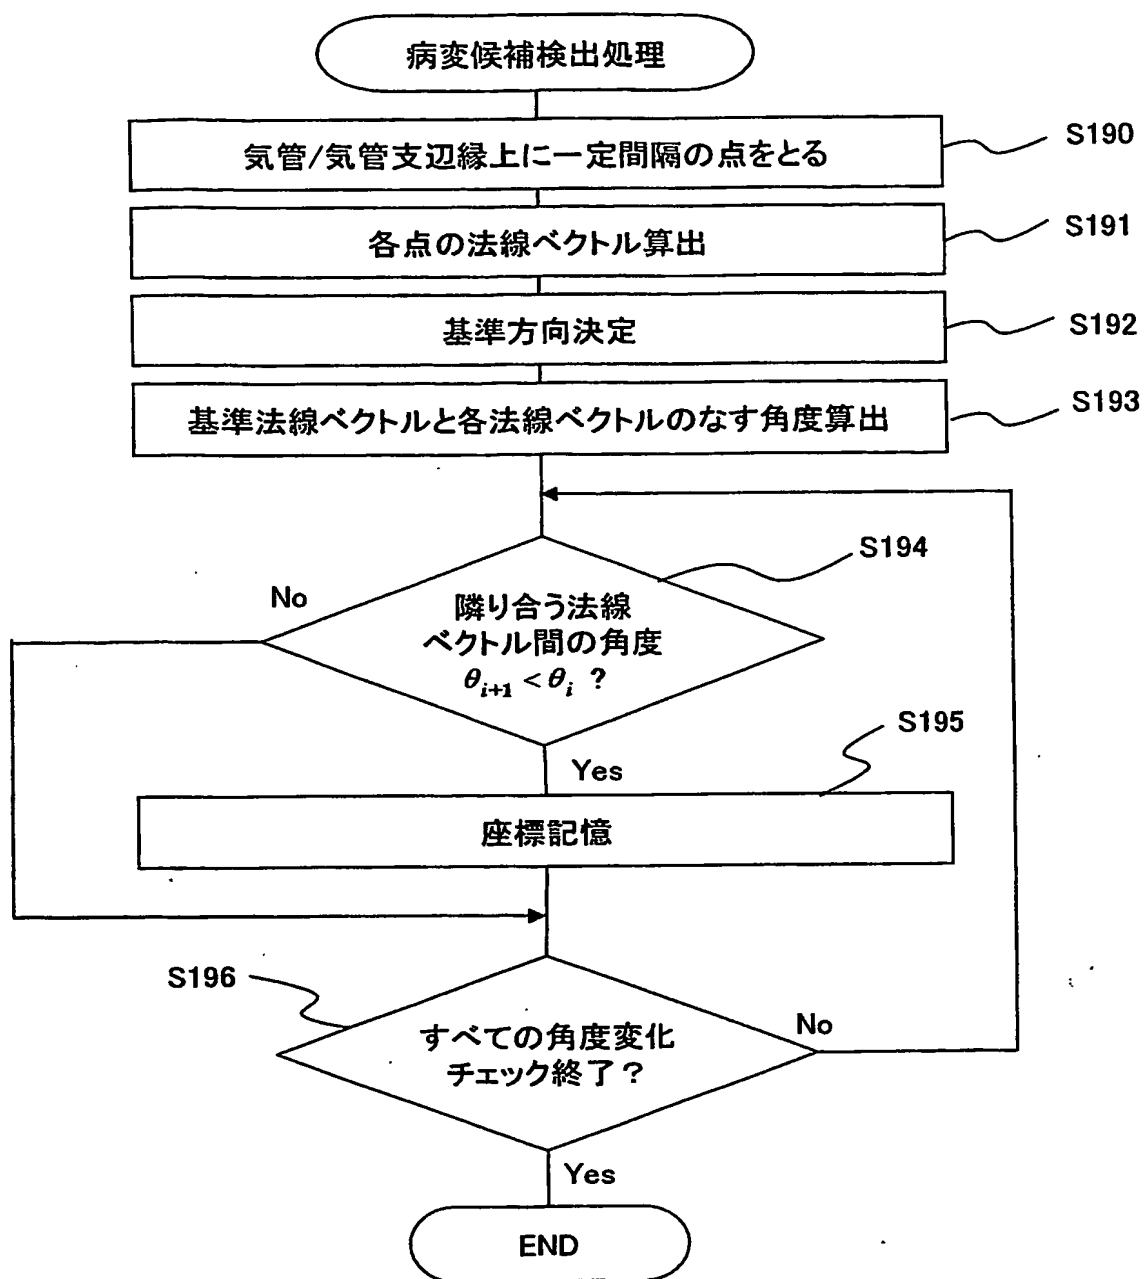 病変候補検出処理
気管/気管支辺縁上に一定間隔の点をとる
S190
各点の法線ベクトル算出
S191
基準方向決定
S192
基準法線ベクトルと各法線ベクトルのなす角度算出
S193
S194
No
隣り合う法線
ベクトル間の角度
θi+1 < θi ?
S195
Yes
座標記憶
S196
すべての角度変化
チェック終了?
No
Yes
END